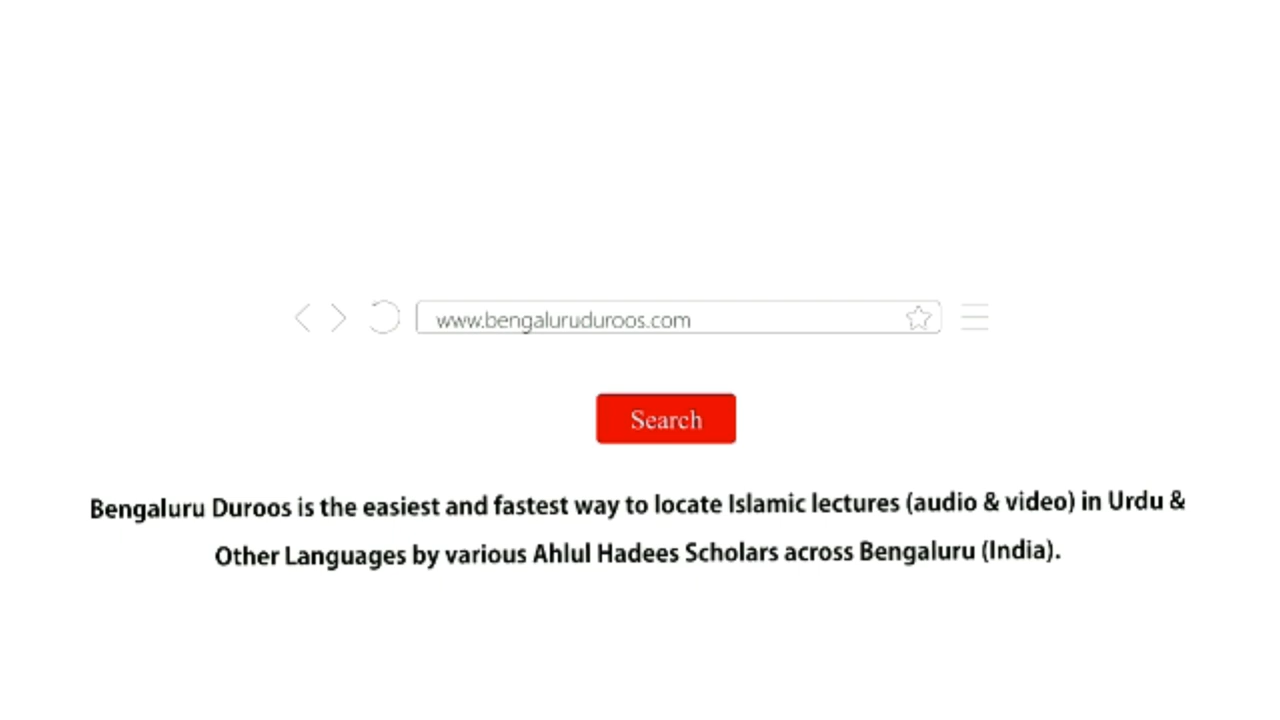 www.bengaluruduroos.com
Search
Bengaluru Duroos is the easiest and fastest way to locate Islamic lectures (audio & video) in Urdu &
Other Languages by various Ahlul Hadees Scholars across Bengaluru (India).